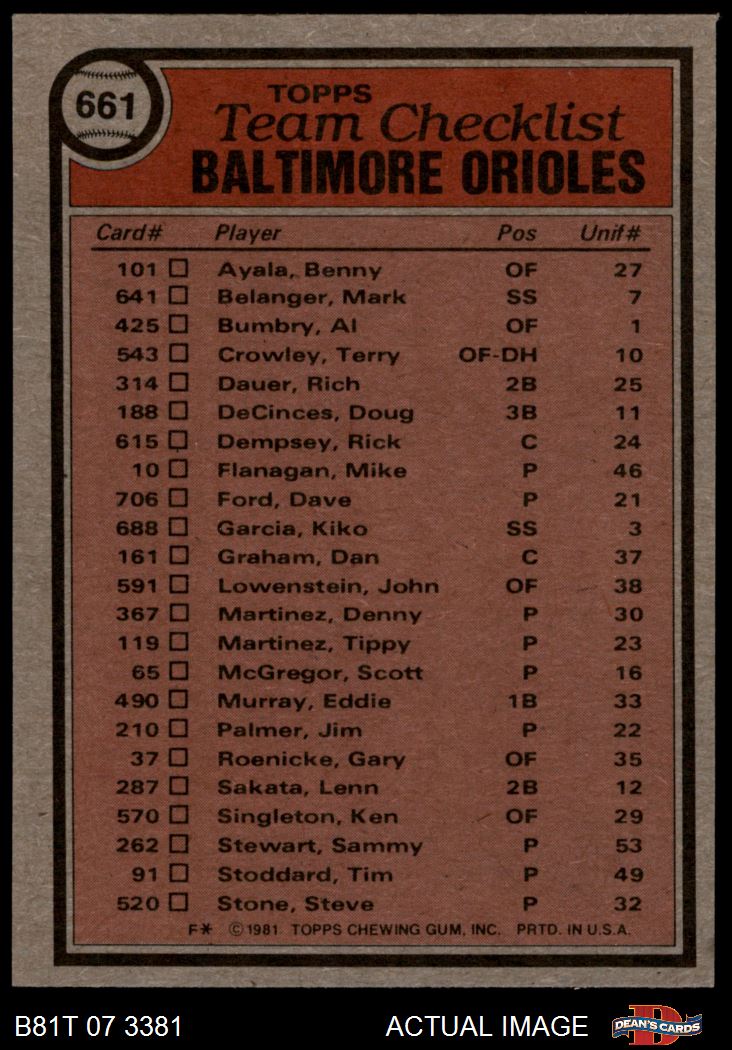 661
TOPPS
Team Checklist
BALTIMORE ORIOLES
Card# Player Pos Unif#
101 Ayala, Benny OF 27
641 Belanger, Mark SS 7
425 Bumbry, Al OF 1
543 Crowley, Terry OF-DH 10
314 Dauer, Rich 2B 25
188 DeCinces, Doug 3B 11
615 Dempsey, Rick C 24
10 Flanagan, Mike P 46
706 Ford, Dave P 21
688 Garcia, Kiko SS 3
161 Graham, Dan C 37
591 Lowenstein, John OF 38
367 Martinez, Denny P 30
119 Martinez, Tippy P 23
65 McGregor, Scott P 16
490 Murray, Eddie 1B 33
210 Palmer, Jim P 22
37 Roenicke, Gary OF 35
287 Sakata, Lenn 2B 12
570 Singleton, Ken OF 29
262 Stewart, Sammy P 53
91 Stoddard, Tim P 49
520 Stone, Steve P 32
F* ©1981 TOPPS CHEWING GUM, INC. PRTD. IN U.S.A.
B81T 07 3381 ACTUAL IMAGE DEAN'S CARDS